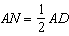 AN = 1/2 AD